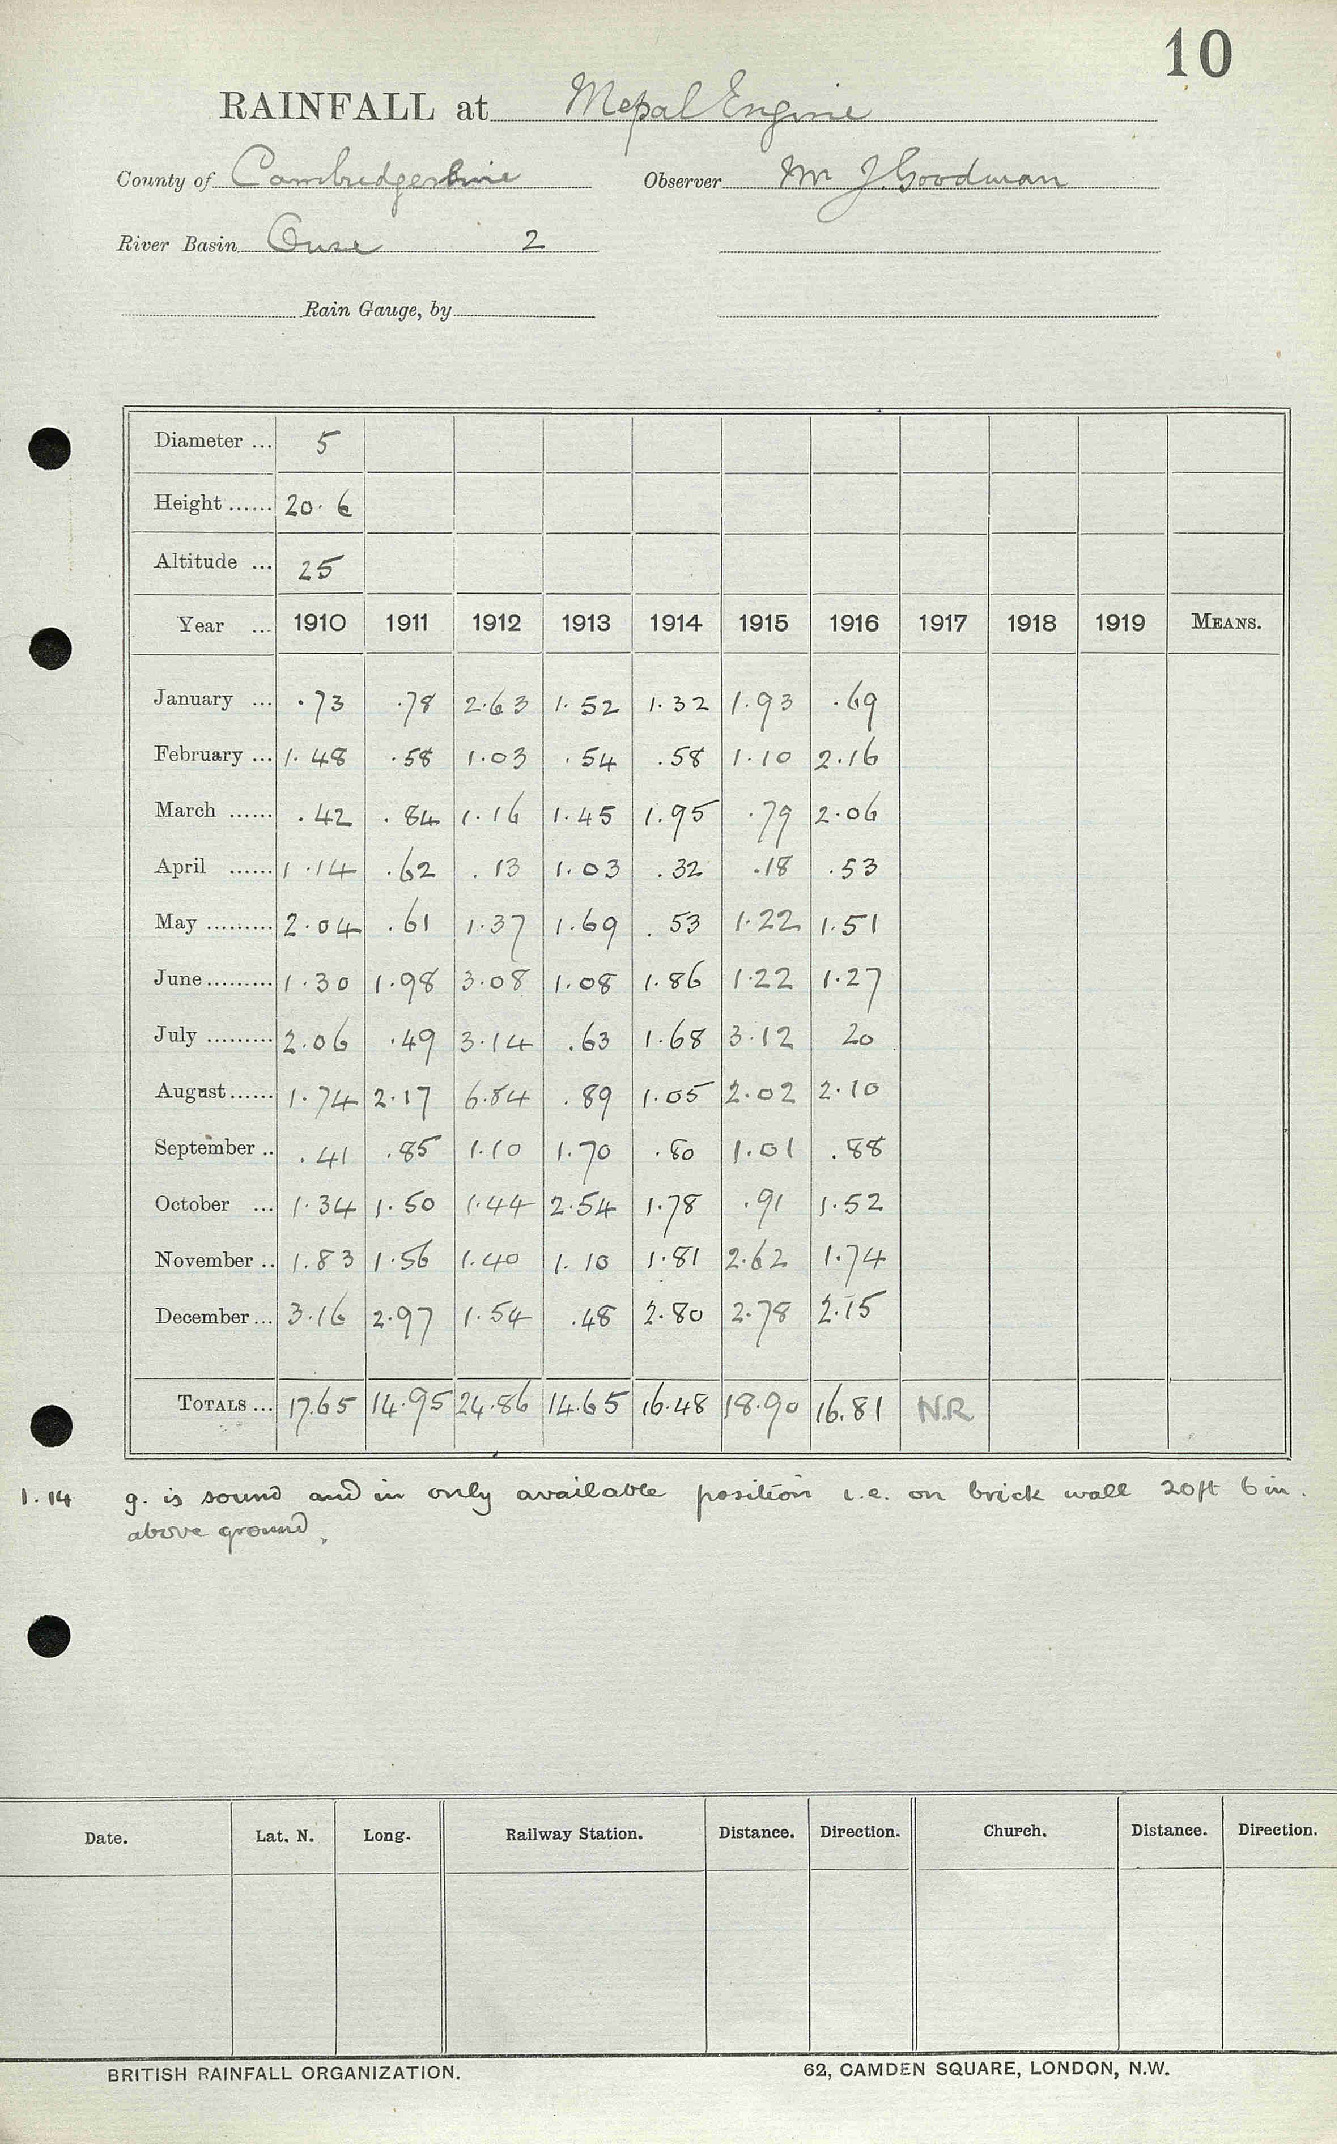 10
RAINFALL at Mepal Engine
County of Cambridgeshire Observer Mr J. Goodman
River Basin Ouse 2
Rain Gauge, by
Diameter ... 5
Height ...... 20.6
Altitude ... 25
Year ... 1910 1911 1912 1913 1914 1915 1916 1917 1918 1919 MEANS.
January ... .73 .78 2.63 1.52 1.32 1.93 .69
February ... 1.48 .58 1.03 .54 .58 1.10 2.16
March ...... .42 .84 1.16 1.45 1.95 .79 2.06
April ...... 1.14 .62 .13 1.03 .32 .18 .53
May ......... 2.04 .61 1.37 1.69 .53 1.22 1.51
June ......... 1.30 1.98 3.08 1.08 1.86 1.22 1.27
July ......... 2.06 .49 3.14 .63 1.68 3.12 20
August ...... 1.74 2.17 6.84 .89 1.05 2.02 2.10
September .. .41 .85 1.10 1.70 .80 1.01 .88
October ... 1.34 1.50 1.44 2.54 1.78 .91 1.52
November .. 1.83 1.56 1.40 1.10 1.81 2.62 1.74
December ... 3.16 2.97 1.54 .48 2.80 2.78 2.15
TOTALS ... 17.65 14.95 24.86 14.65 16.48 18.90 16.81 N.R.
1.14 g. is sound and in only available position i.e. on brick wall 20ft 6in.
above ground.
Date. Lat. N. Long. Railway Station. Distance. Direction. Church. Distance. Direction.
BRITISH RAINFALL ORGANIZATION. 62, CAMDEN SQUARE, LONDON, N.W.